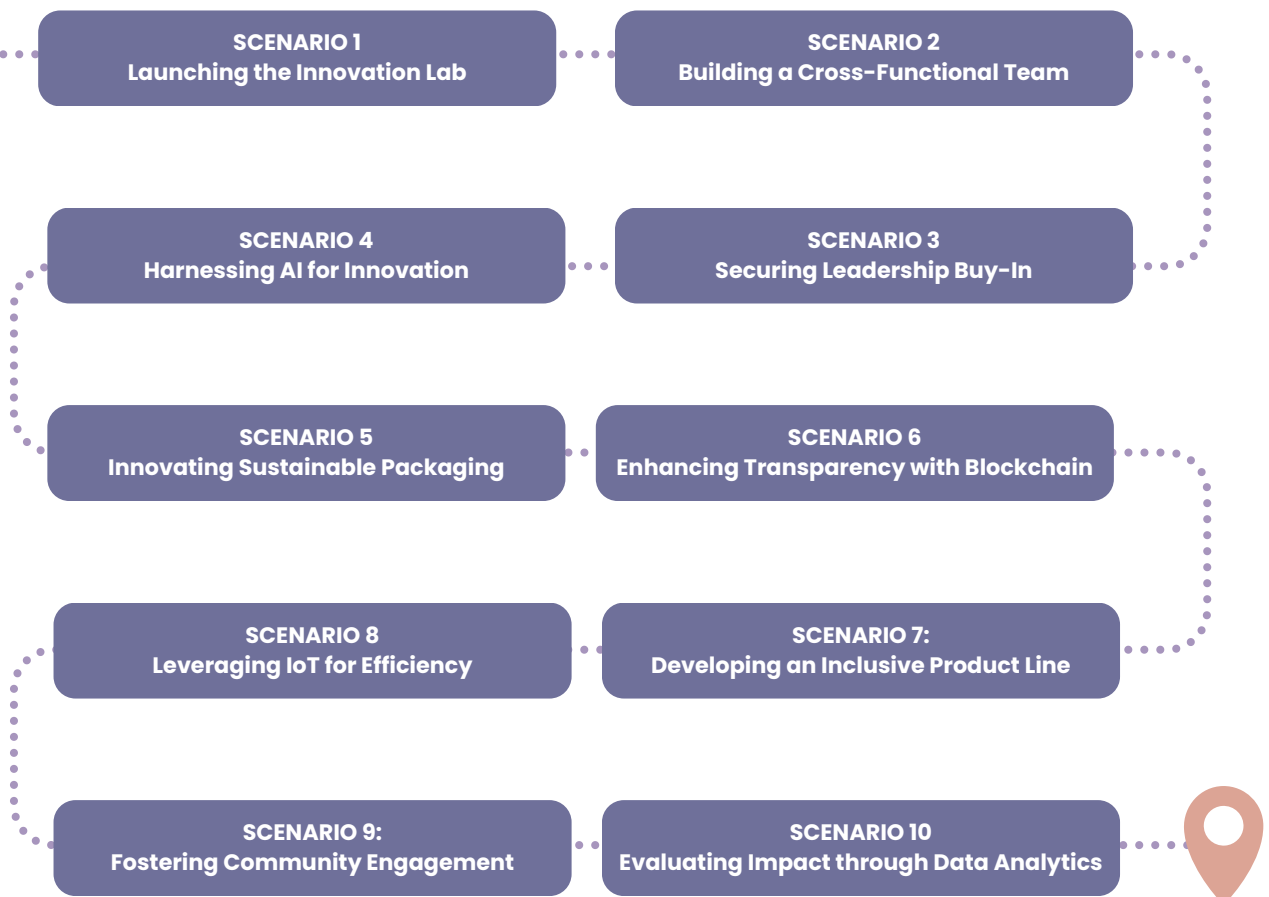 SCENARIO 1
Launching the Innovation Lab
SCENARIO 2
Building a Cross-Functional Team
SCENARIO 3
Securing Leadership Buy-In
SCENARIO 4
Harnessing AI for Innovation
SCENARIO 5
Innovating Sustainable Packaging
SCENARIO 6
Enhancing Transparency with Blockchain
SCENARIO 7:
Developing an Inclusive Product Line
SCENARIO 8
Leveraging IoT for Efficiency
SCENARIO 9:
Fostering Community Engagement
SCENARIO 10
Evaluating Impact through Data Analytics